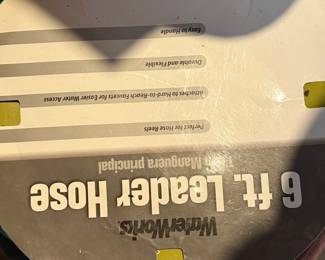 WaterWorks
6 ft. Leader Hose
Manguera principal
Perfect for Hose Reels
Attaches to Hard-to-Reach Faucets for Easier Water Access
Durable and Flexible
Easy to Handle